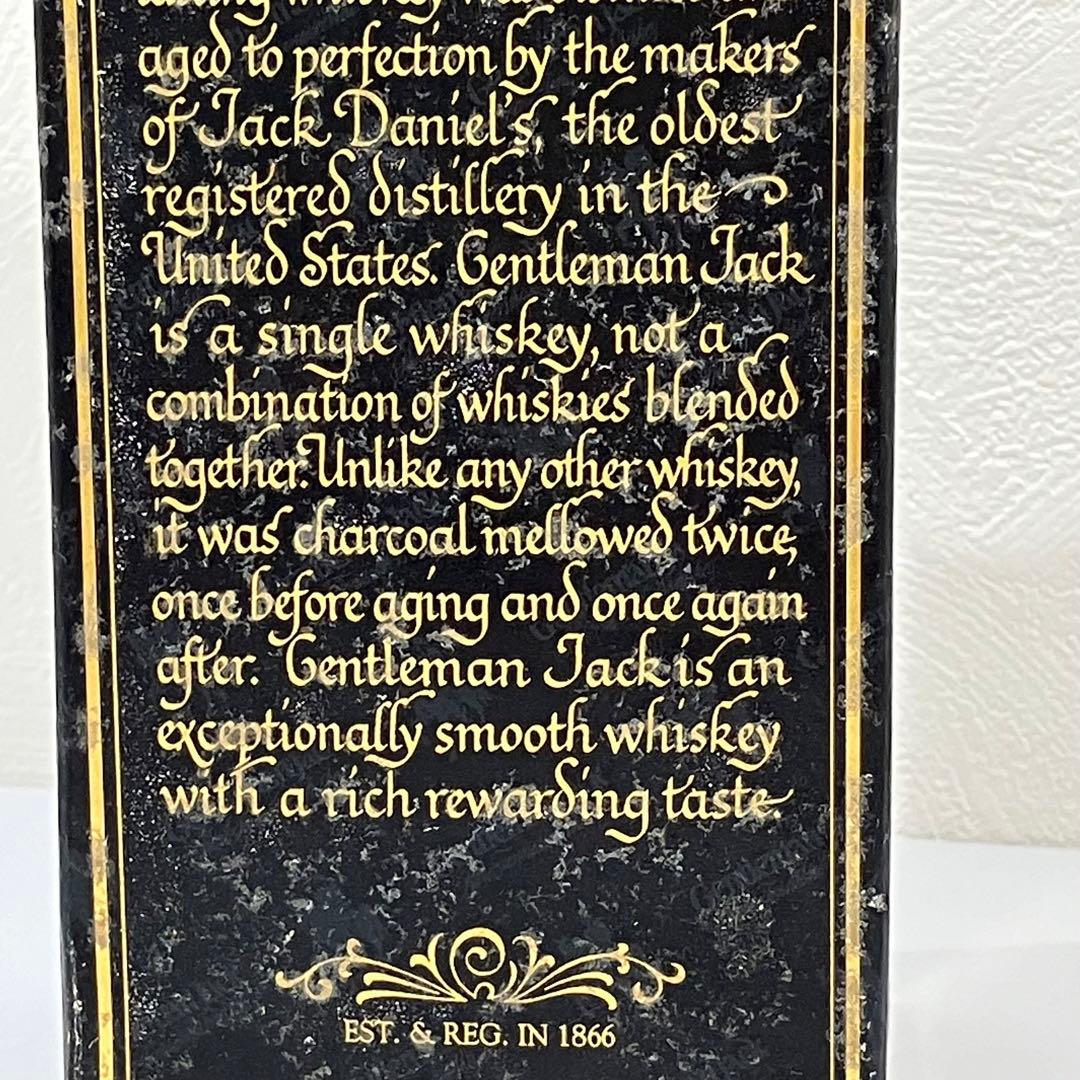 whiskey was
aged to perfection by the makers
of Jack Daniel's, the oldest
registered distillery in the
United States. Gentleman Jack
is a single whiskey, not a
combination of whiskies blended
together. Unlike any other whiskey,
it was charcoal mellowed twice,
once before aging and once again
after. Gentleman Jack is an
exceptionally smooth whiskey
with a rich rewarding taste.
EST. & REG. IN 1866